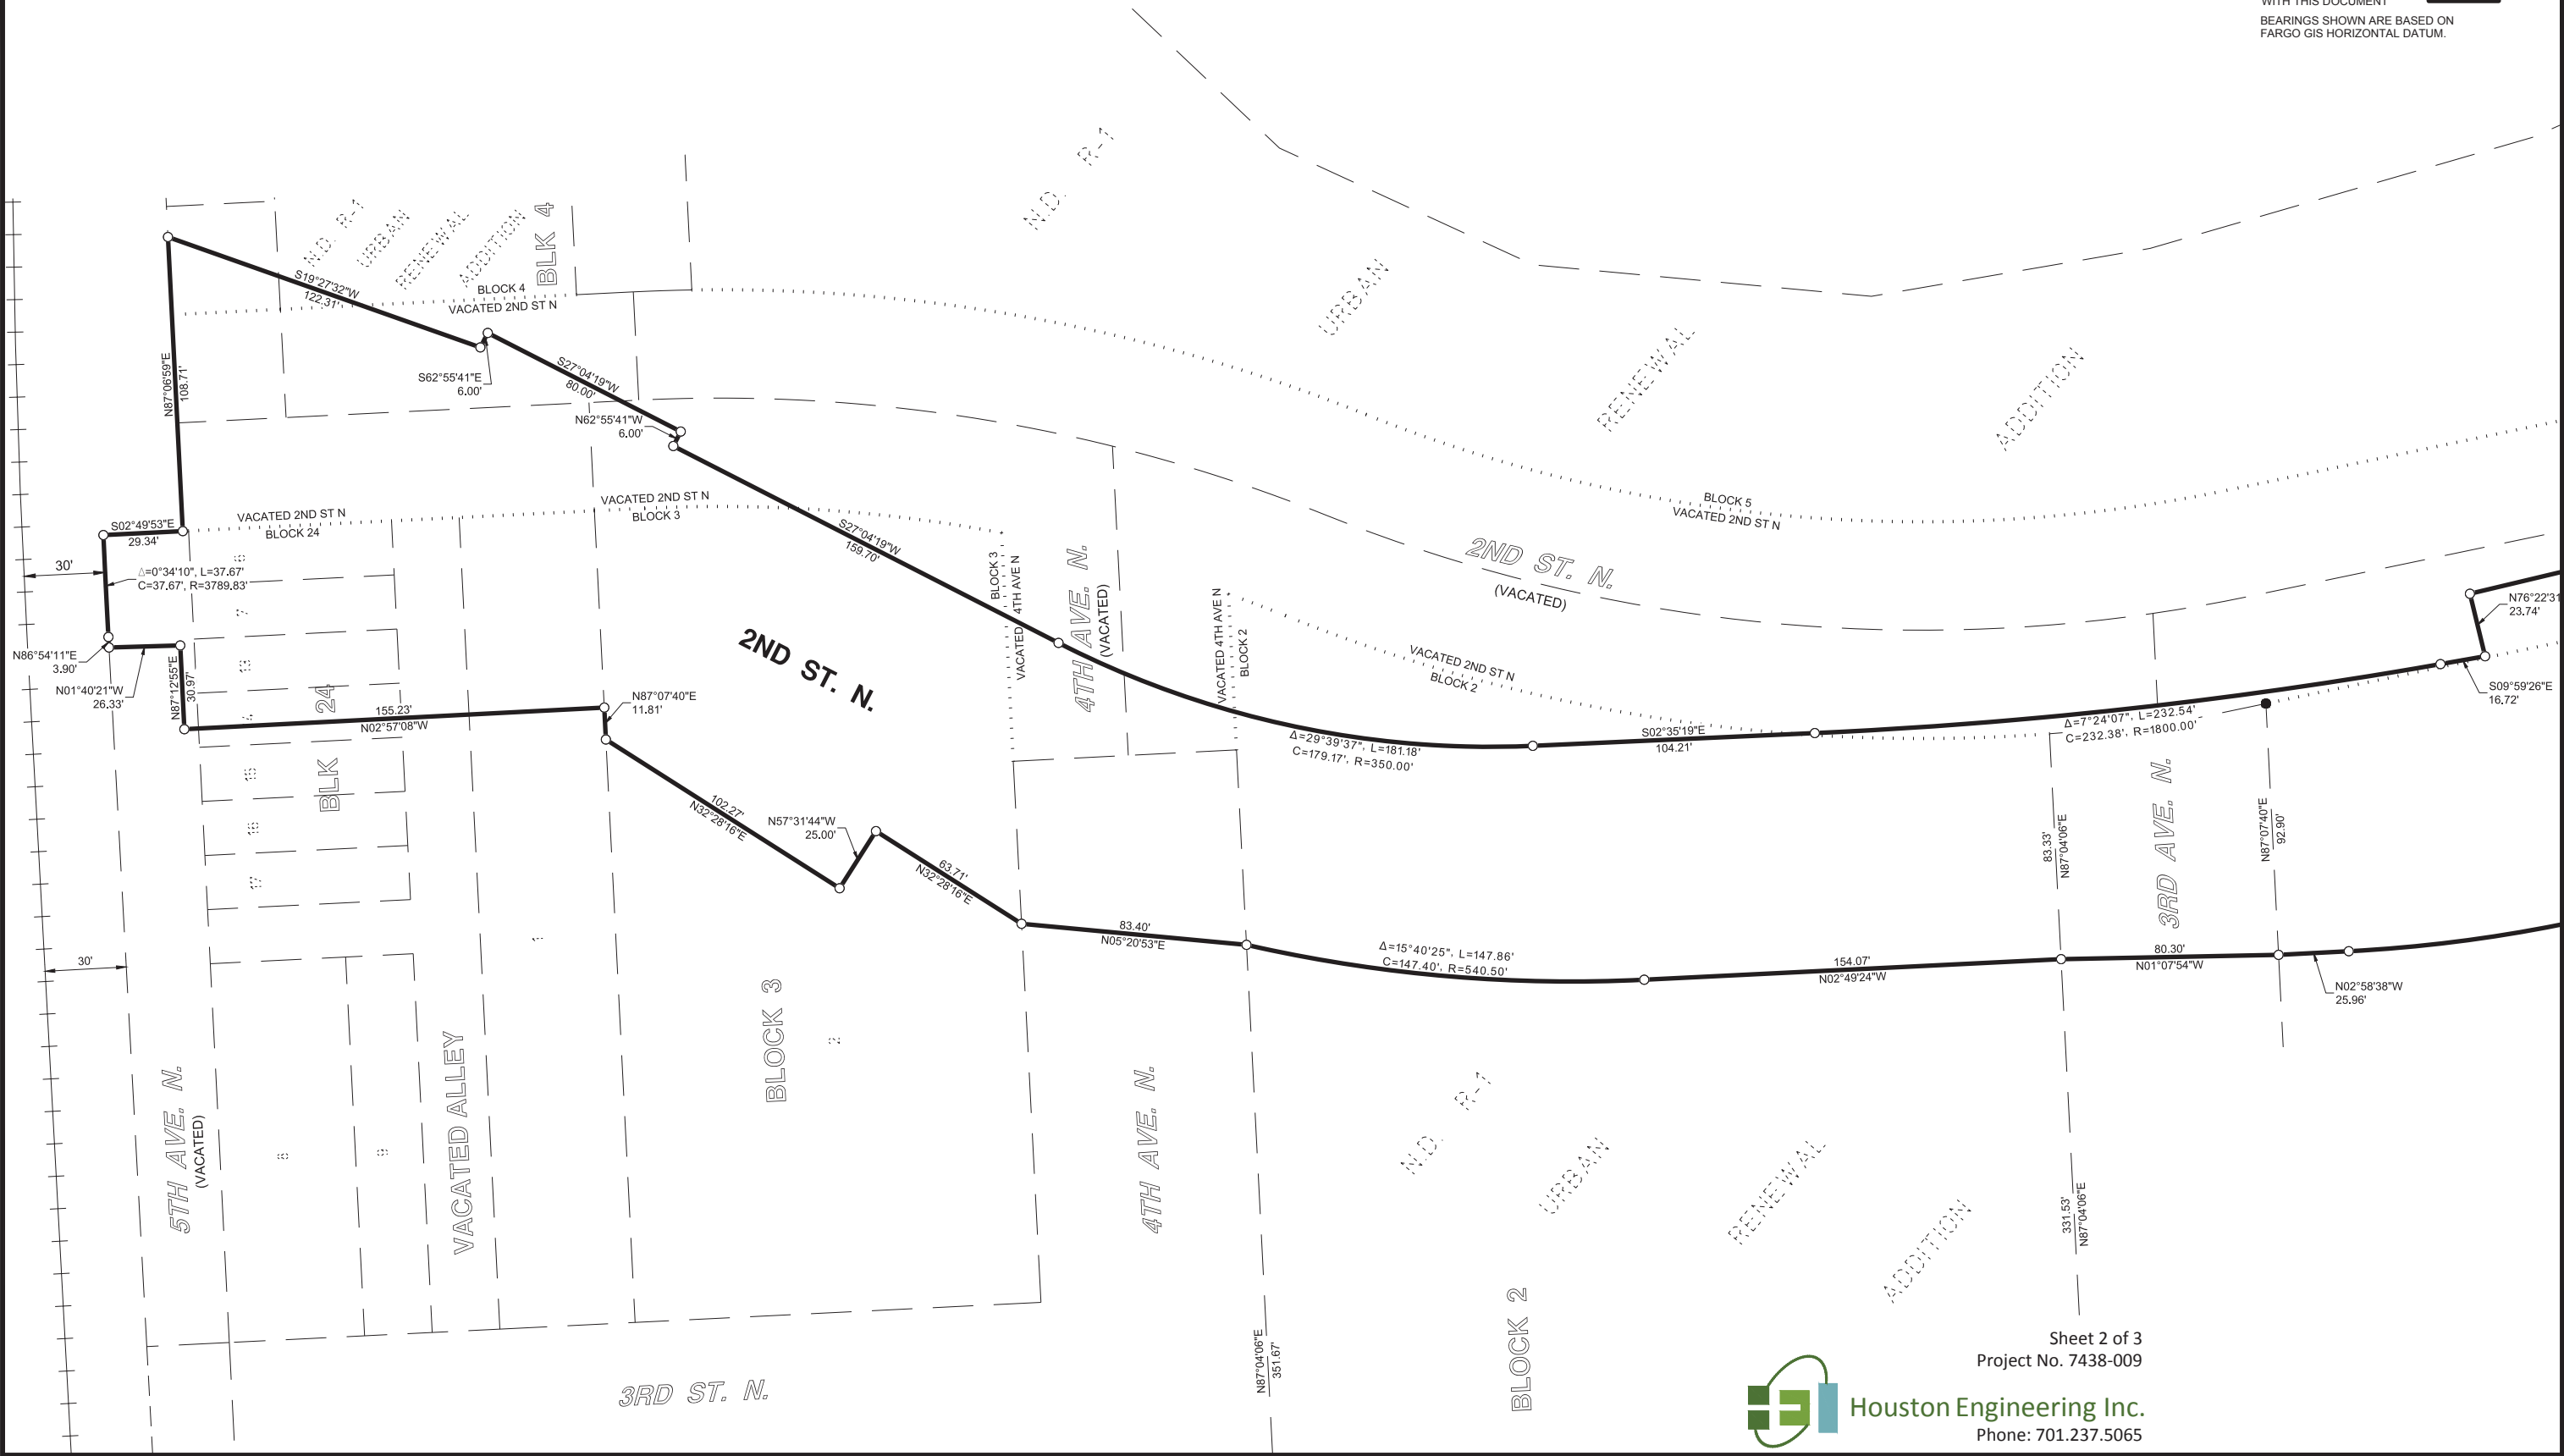 WITH THIS DOCUMENT
BEARINGS SHOWN ARE BASED ON
FARGO GIS HORIZONTAL DATUM.
N.D. R-1
URBAN
RENEWAL
ADDITION
BLK 4
N.D. R-1
URBAN
RENEWAL
ADDITION
S19°27'32"W
122.31'
BLOCK 4
VACATED 2ND ST N
N87°06'59"E
108.71'
S62°55'41"E
6.00'
S27°04'19"W
80.00'
N62°55'41"W
6.00'
VACATED 2ND ST N
BLOCK 3
VACATED 2ND ST N
BLOCK 24
S02°49'53"E
29.34'
30'
Δ=0°34'10", L=37.67'
C=37.67', R=3789.83'
S27°04'19"W
159.70'
BLOCK 3
VACATED 4TH AVE N
4TH AVE. N.
(VACATED)
VACATED 4TH AVE N
BLOCK 2
BLOCK 5
VACATED 2ND ST N
2ND ST. N.
(VACATED)
VACATED 2ND ST N
BLOCK 2
N76°22'31
23.74'
S09°59'26"E
16.72'
6
7
N86°54'11"E
3.90'
N01°40'21"W
26.33'
N87°12'55"E
30.97'
BLK 24
155.23'
N02°57'08"W
N87°07'40"E
11.81'
2ND ST. N.
Δ=29°39'37", L=181.18'
C=179.17', R=350.00'
S02°35'19"E
104.21'
Δ=7°24'07", L=232.54'
C=232.38', R=1800.00'
102.27'
N32°28'16"E
N57°31'44"W
25.00'
63.71'
N32°28'16"E
83.33'
N87°04'06"E
3RD AVE. N.
N87°07'40"E
92.90'
17
1
30'
83.40'
N05°20'53"E
Δ=15°40'25", L=147.86'
C=147.40', R=540.50'
154.07'
N02°49'24"W
80.30'
N01°07'54"W
N02°58'38"W
25.96'
BLOCK 3
2
5TH AVE. N.
(VACATED)
VACATED ALLEY
4TH AVE. N.
N.D. R-1
URBAN
RENEWAL
ADDITION
331.53'
N87°04'06"E
N87°04'06"E
351.67'
BLOCK 2
3RD ST. N.
Sheet 2 of 3
Project No. 7438-009
Houston Engineering Inc.
Phone: 701.237.5065